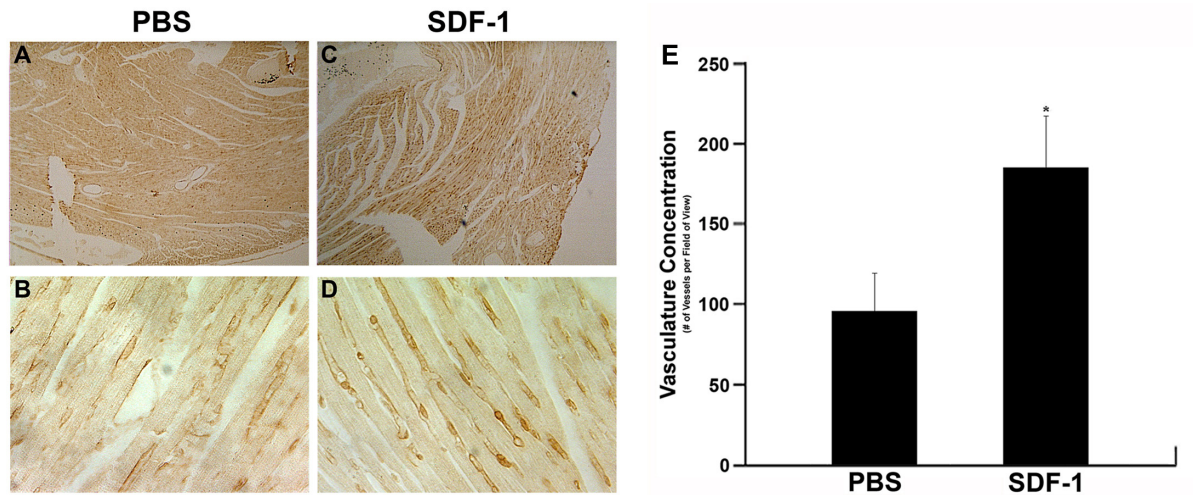 PBS
SDF-1
A
C
B
D
E
250
200
150
100
50
0
Vasculature Concentration
(# of Vessels per Field of View)
*
PBS
SDF-1